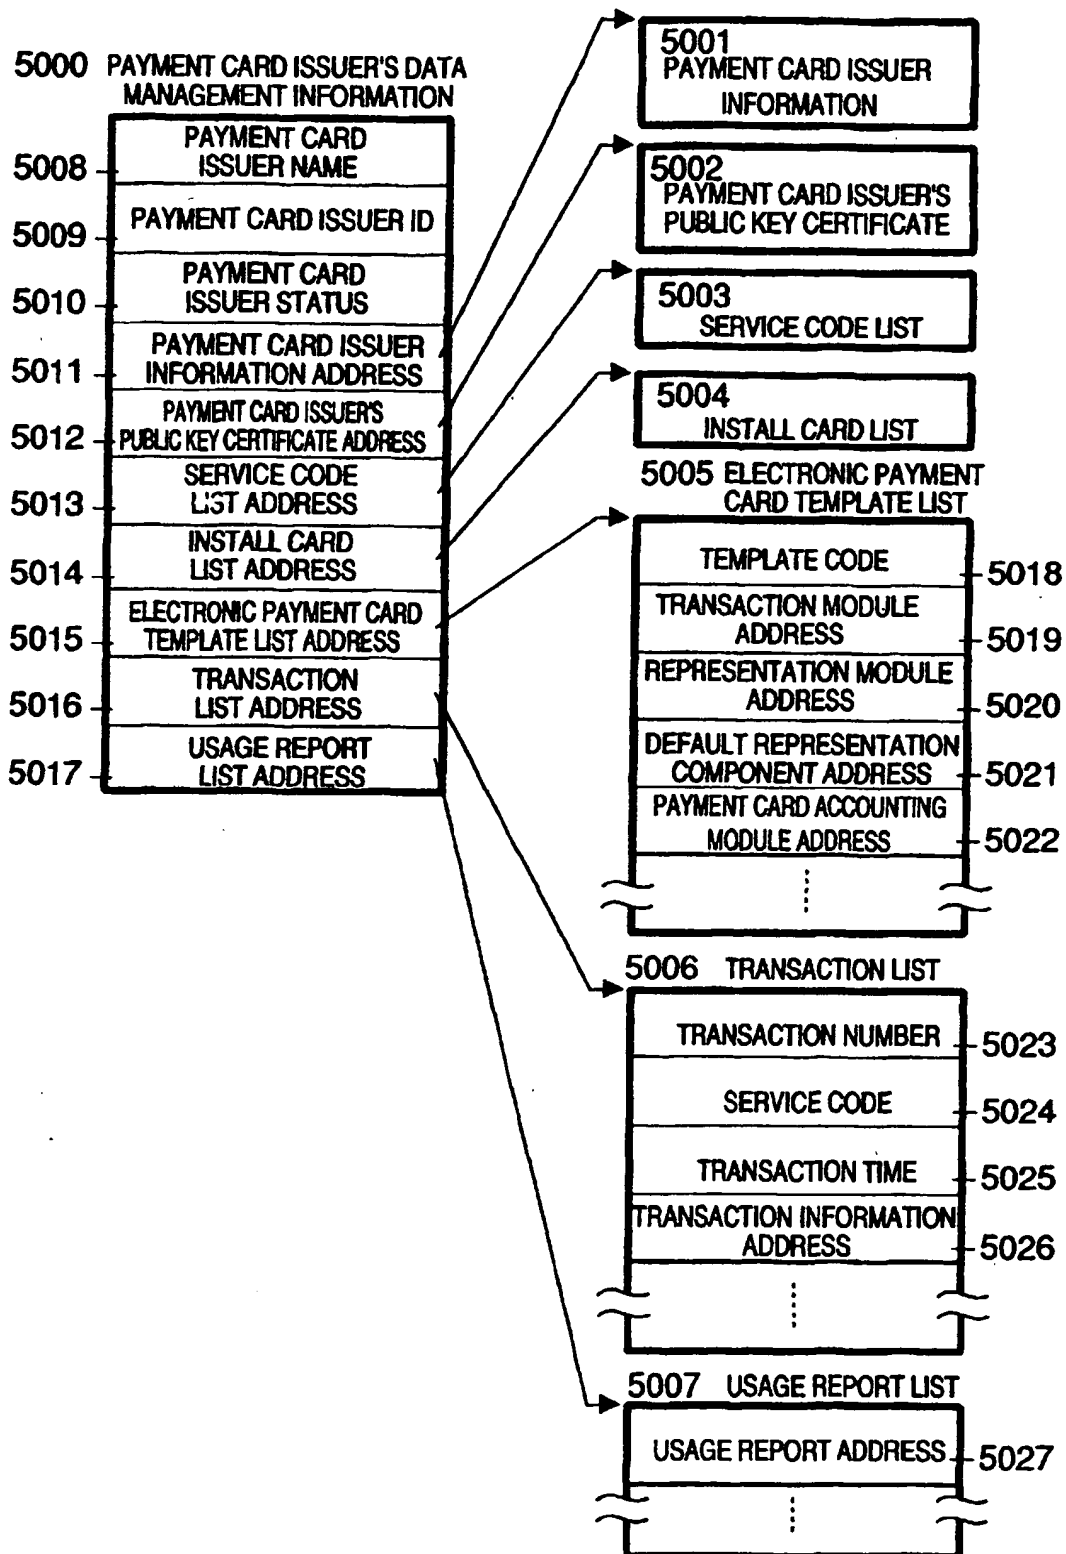 5000 PAYMENT CARD ISSUER'S DATA
MANAGEMENT INFORMATION
PAYMENT CARD
ISSUER NAME
5008
PAYMENT CARD ISSUER ID
5009
PAYMENT CARD
ISSUER STATUS
5010
PAYMENT CARD ISSUER
INFORMATION ADDRESS
5011
PAYMENT CARD ISSUER'S
PUBLIC KEY CERTIFICATE ADDRESS
5012
SERVICE CODE
LIST ADDRESS
5013
INSTALL CARD
LIST ADDRESS
5014
ELECTRONIC PAYMENT CARD
TEMPLATE LIST ADDRESS
5015
TRANSACTION
LIST ADDRESS
5016
USAGE REPORT
LIST ADDRESS
5017
5001
PAYMENT CARD ISSUER
INFORMATION
5002
PAYMENT CARD ISSUER'S
PUBLIC KEY CERTIFICATE
5003
SERVICE CODE LIST
5004
INSTALL CARD LIST
5005 ELECTRONIC PAYMENT
CARD TEMPLATE LIST
TEMPLATE CODE
5018
TRANSACTION MODULE
ADDRESS
5019
REPRESENTATION MODULE
ADDRESS
5020
DEFAULT REPRESENTATION
COMPONENT ADDRESS
5021
PAYMENT CARD ACCOUNTING
MODULE ADDRESS
5022
5006 TRANSACTION LIST
TRANSACTION NUMBER
5023
SERVICE CODE
5024
TRANSACTION TIME
5025
TRANSACTION INFORMATION
ADDRESS
5026
5007 USAGE REPORT LIST
USAGE REPORT ADDRESS
5027